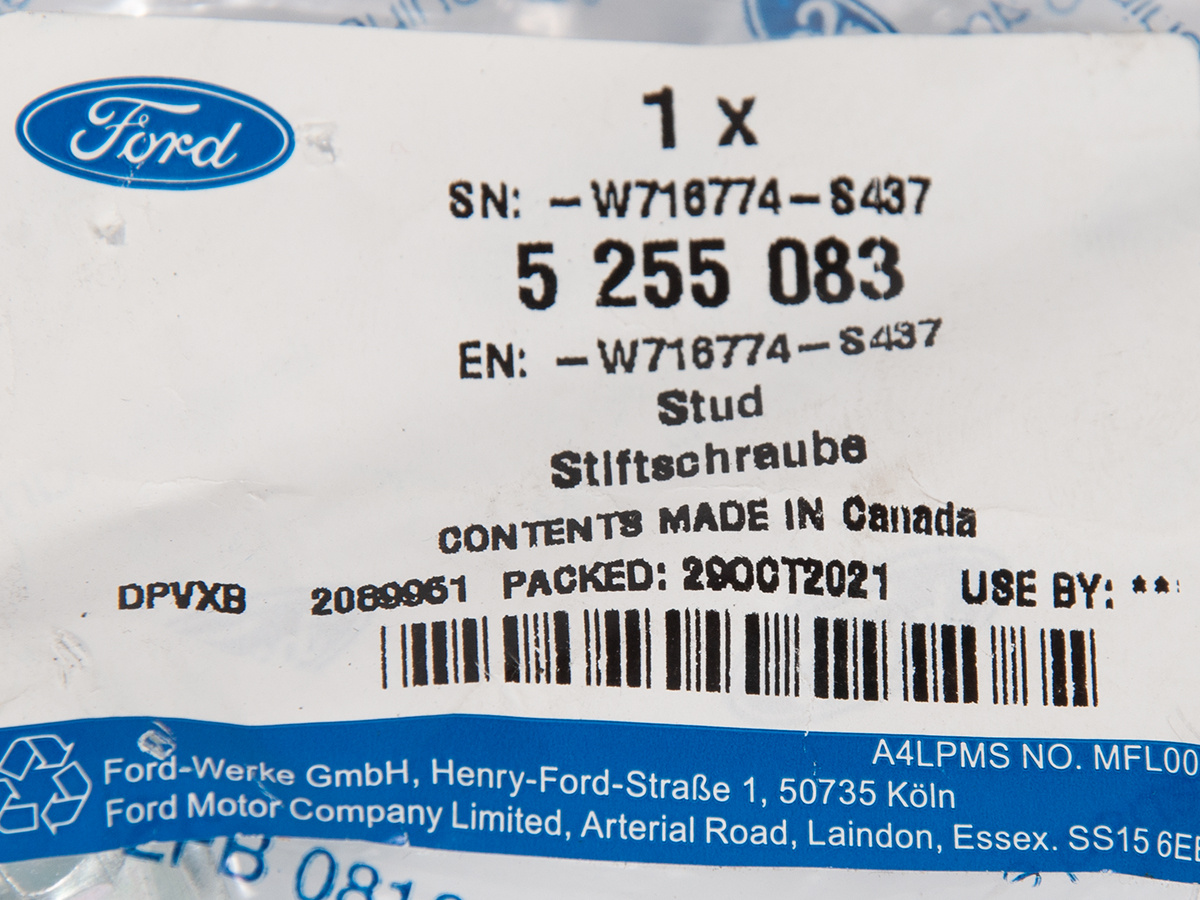 Ford
1 x
SN: -W716774-S437
5 255 083
EN: -W716774-S437
Stud
Stiftschraube
CONTENTS MADE IN Canada
DPVXB 2089961 PACKED: 29OCT2021 USE BY: **
A4LPMS NO. MFL00
Ford-Werke GmbH, Henry-Ford-Straße 1, 50735 Köln
Ford Motor Company Limited, Arterial Road, Laindon, Essex. SS15 6EE